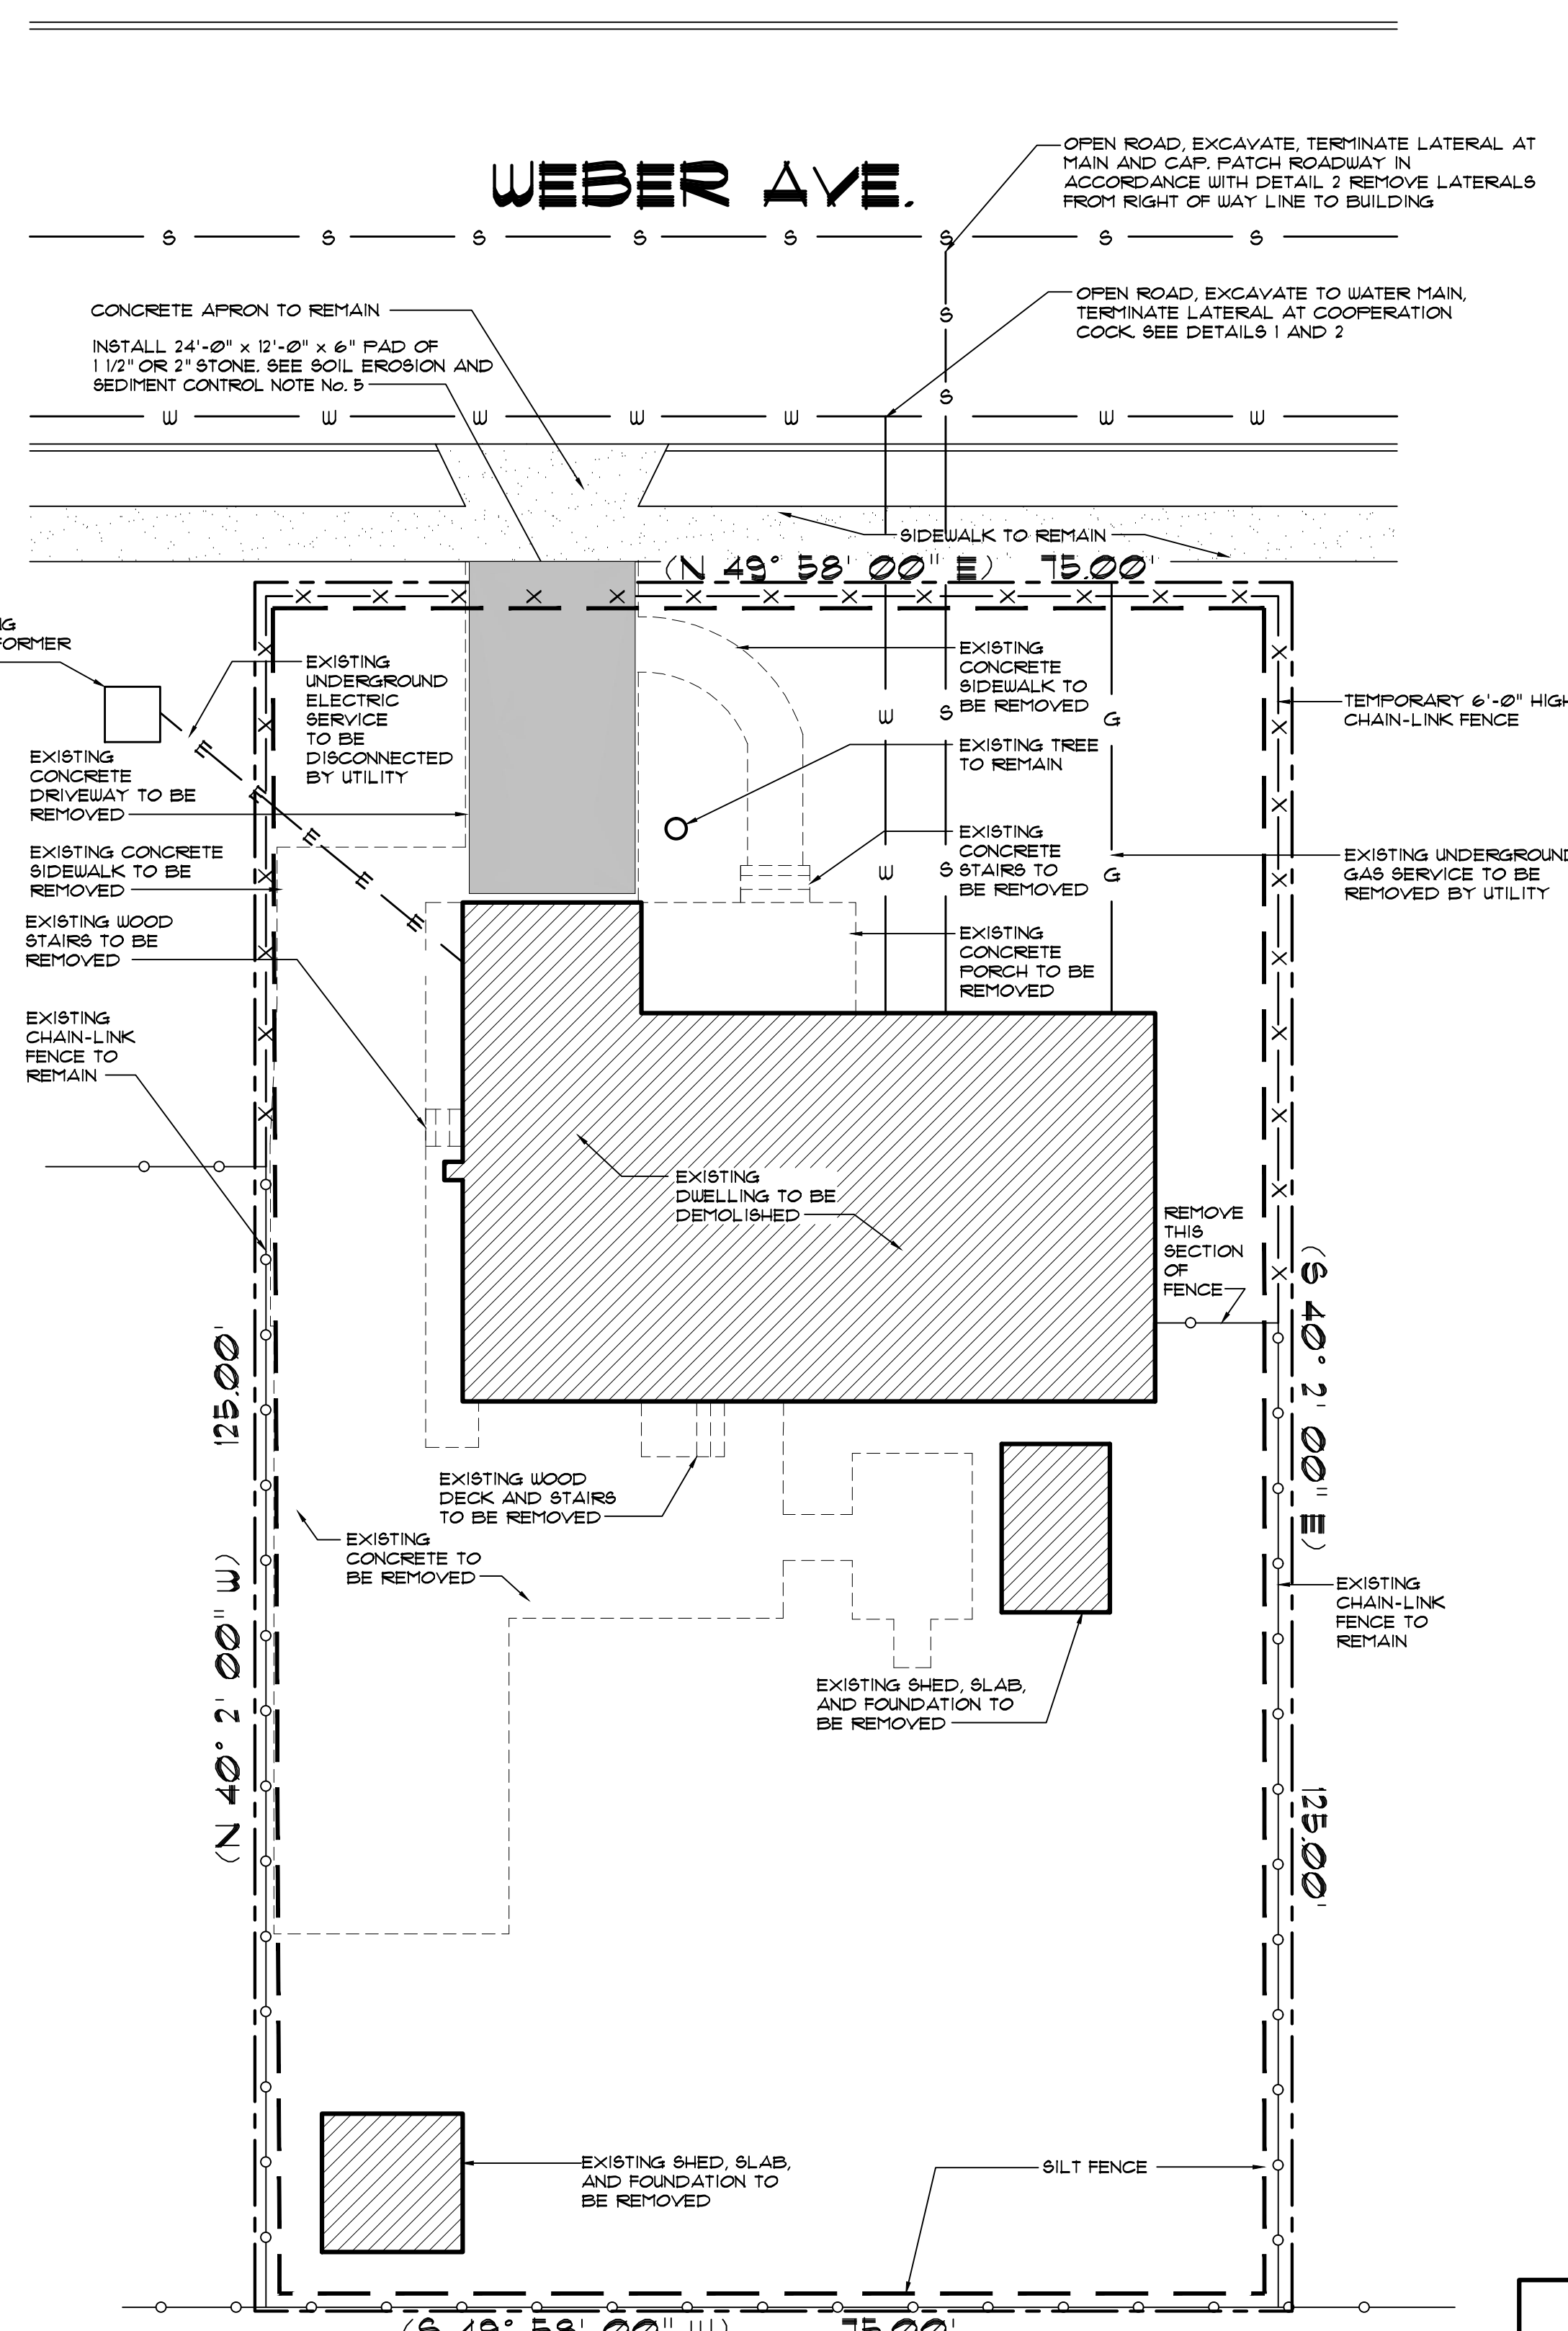 WEBER AVE.
OPEN ROAD, EXCAVATE, TERMINATE LATERAL AT
MAIN AND CAP. PATCH ROADWAY IN
ACCORDANCE WITH DETAIL 2 REMOVE LATERALS
FROM RIGHT OF WAY LINE TO BUILDING
S S S S S S S S
CONCRETE APRON TO REMAIN
OPEN ROAD, EXCAVATE TO WATER MAIN,
TERMINATE LATERAL AT COOPERATION
COCK. SEE DETAILS 1 AND 2
S
INSTALL 24'-0" x 12'-0" x 6" PAD OF
1 1/2" OR 2" STONE. SEE SOIL EROSION AND
SEDIMENT CONTROL NOTE No. 5
S
W W W W W W W
SIDEWALK TO REMAIN
(N 49° 58' 00" E) 75.00'
X X X X X X X X X X X X X
NG
FORMER
EXISTING
UNDERGROUND
ELECTRIC
SERVICE
TO BE
DISCONNECTED
BY UTILITY
EXISTING
CONCRETE
SIDEWALK TO
BE REMOVED
W S G
TEMPORARY 6'-0" HIGH
CHAIN-LINK FENCE
EXISTING TREE
TO REMAIN
E E E E E
EXISTING
CONCRETE
DRIVEWAY TO BE
REMOVED
EXISTING CONCRETE
SIDEWALK TO BE
REMOVED
EXISTING
CONCRETE
STAIRS TO
BE REMOVED
W S G
EXISTING UNDERGROUND
GAS SERVICE TO BE
REMOVED BY UTILITY
EXISTING WOOD
STAIRS TO BE
REMOVED
EXISTING
CONCRETE
PORCH TO BE
REMOVED
EXISTING
CHAIN-LINK
FENCE TO
REMAIN
X X X X X X X
X X X X X X X X X
EXISTING
DWELLING TO BE
DEMOLISHED
REMOVE
THIS
SECTION
OF
FENCE
(S 40° 2' 00" E) 125.00'
(N 40° 2' 00" W) 125.00'
EXISTING WOOD
DECK AND STAIRS
TO BE REMOVED
EXISTING
CONCRETE TO
BE REMOVED
EXISTING
CHAIN-LINK
FENCE TO
REMAIN
EXISTING SHED, SLAB,
AND FOUNDATION TO
BE REMOVED
EXISTING SHED, SLAB,
AND FOUNDATION TO
BE REMOVED
SILT FENCE
(S 49° 58' 00" W) 75.00'